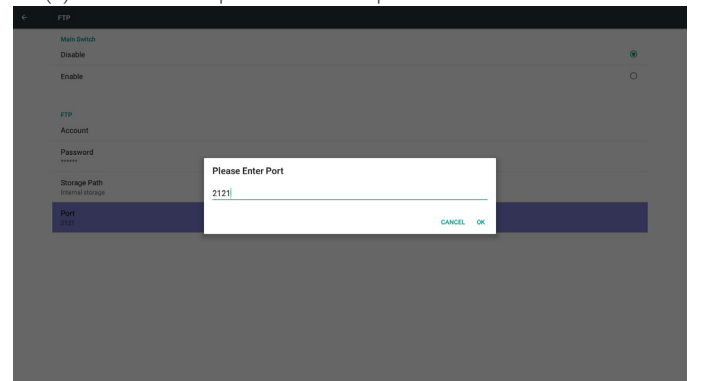 FTP
Main Switch
Disable
Enable
FTP
Account
Password
******
Storage Path
Internal storage
Port
2121
Please Enter Port
2121
CANCEL OK